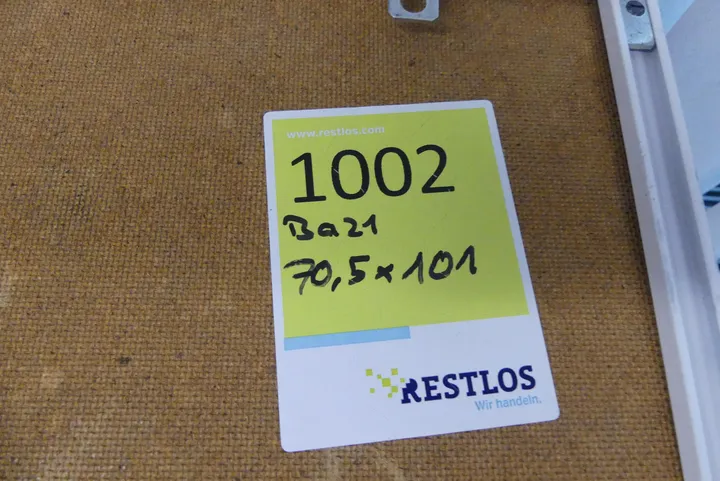 www.restlos.com
1002
Ba21
70,5x101
RESTLOS
Wir handeln.